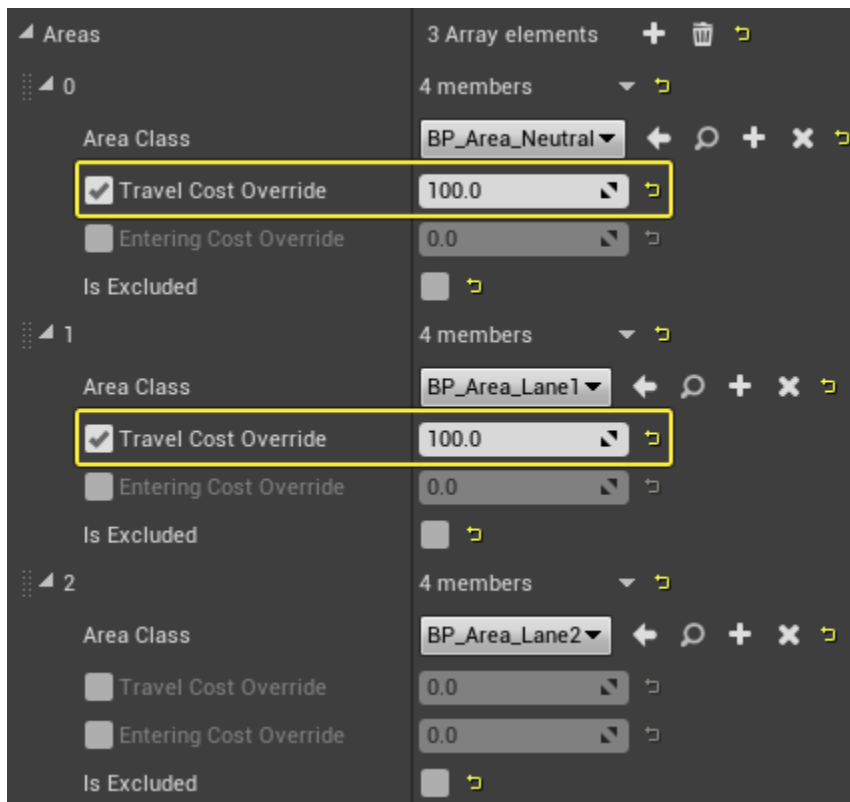 Areas 3 Array elements
0 4 members
Area Class BP_Area_Neutral
Travel Cost Override 100.0
Entering Cost Override 0.0
Is Excluded
1 4 members
Area Class BP_Area_Lane1
Travel Cost Override 100.0
Entering Cost Override 0.0
Is Excluded
2 4 members
Area Class BP_Area_Lane2
Travel Cost Override 0.0
Entering Cost Override 0.0
Is Excluded